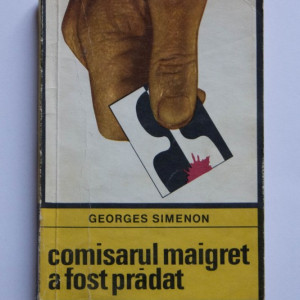 GEORGES SIMENON
comisarul maigret
a fost prădat